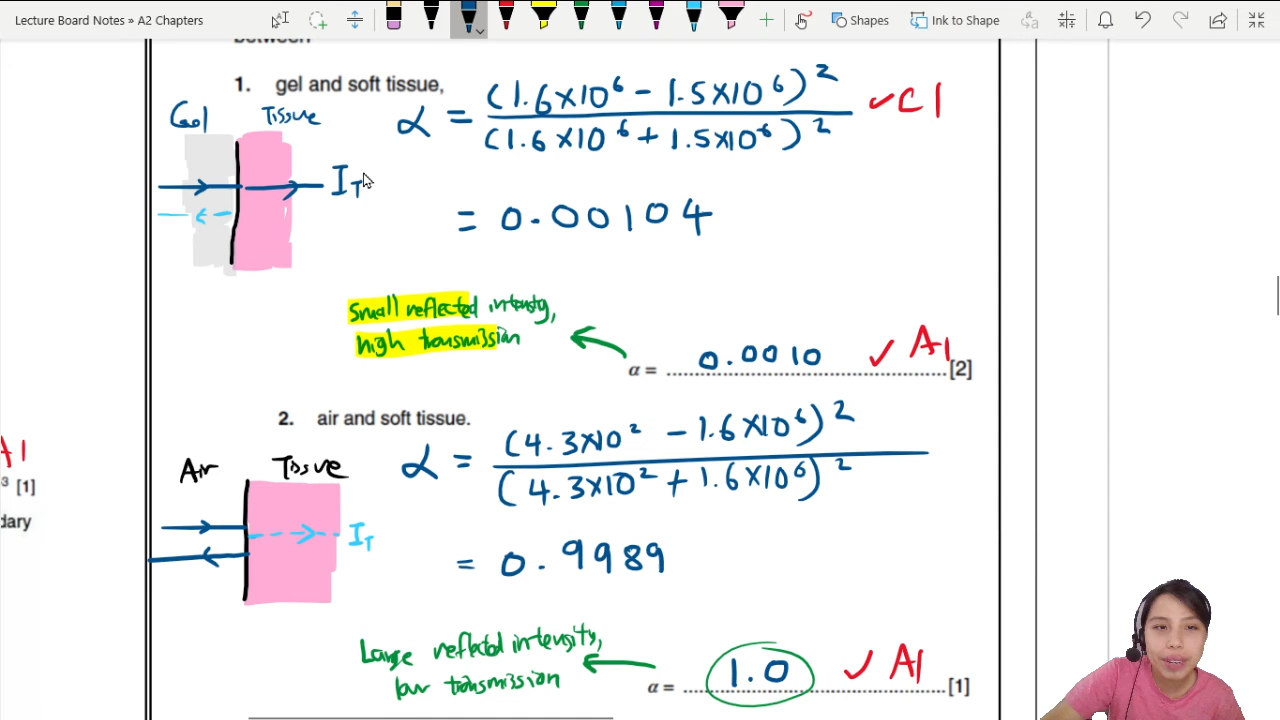 Lecture Board Notes » A2 Chapters
Shapes
Ink to Shape
between
1. gel and soft tissue,
Gel Tissue
α = (1.6×10⁶ − 1.5×10⁶)² / (1.6×10⁶ + 1.5×10⁶)² ✓ C1
I_T
= 0.00104
Small reflected intensity,
high transmission
α = 0.0010 ✓ A1 [2]
2. air and soft tissue.
Air Tissue
α = (4.3×10² − 1.6×10⁶)² / (4.3×10² + 1.6×10⁶)²
I_T
= 0.9989
Large reflected intensity,
low transmission
α = 1.0 ✓ A1 [1]
A1
3 [1]
dary